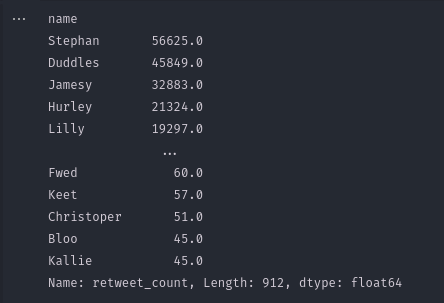 ... name
Stephan 56625.0
Duddles 45849.0
Jamesy 32883.0
Hurley 21324.0
Lilly 19297.0
...
Fwed 60.0
Keet 57.0
Christoper 51.0
Bloo 45.0
Kallie 45.0
Name: retweet_count, Length: 912, dtype: float64